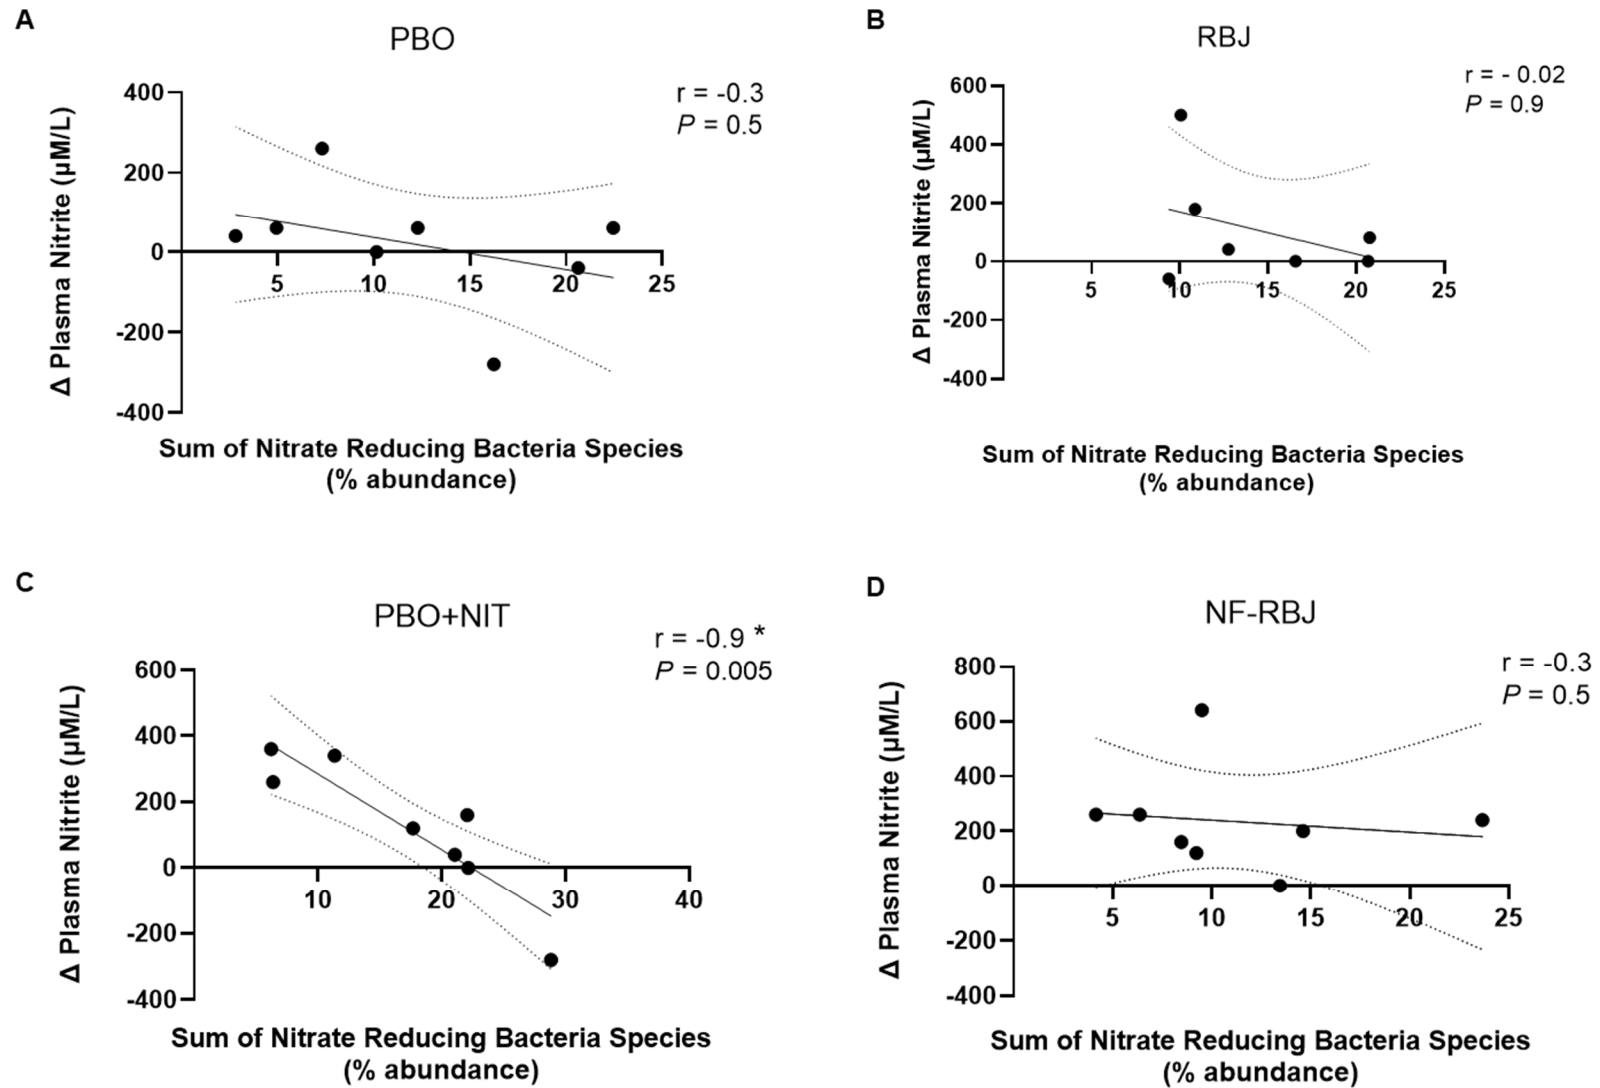 A
PBO
r = -0.3
P = 0.5
Δ Plasma Nitrite (µM/L)
400
200
0
-200
-400
5
10
15
20
25
Sum of Nitrate Reducing Bacteria Species
(% abundance)
B
RBJ
r = - 0.02
P = 0.9
Δ Plasma Nitrite (µM/L)
600
400
200
0
-200
-400
5
10
15
20
25
Sum of Nitrate Reducing Bacteria Species
(% abundance)
C
PBO+NIT
r = -0.9 *
P = 0.005
Δ Plasma Nitrite (µM/L)
600
400
200
0
-200
-400
10
20
30
40
Sum of Nitrate Reducing Bacteria Species
(% abundance)
D
NF-RBJ
r = -0.3
P = 0.5
Δ Plasma Nitrite (µM/L)
800
600
400
200
0
-200
-400
5
10
15
20
25
Sum of Nitrate Reducing Bacteria Species
(% abundance)